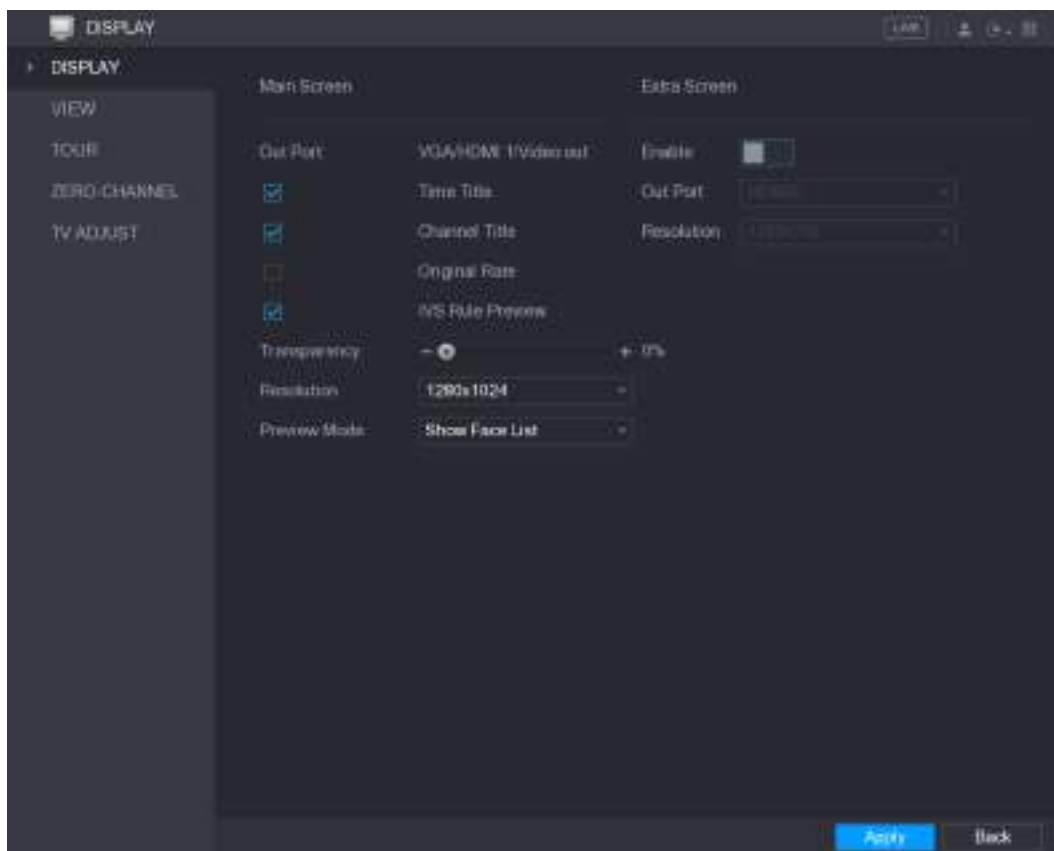 DISPLAY
LIVE
DISPLAY
VIEW
TOUR
ZERO-CHANNEL
TV ADJUST
Main Screen
Extra Screen
Out Port VGA/HDMI 1/Video out
Enable
Time Title
Out Port
Channel Title
Resolution
Original Rate
IVS Rule Preview
Transparency - + 0%
Resolution 1280x1024
Preview Mode Show Face List
Apply Back